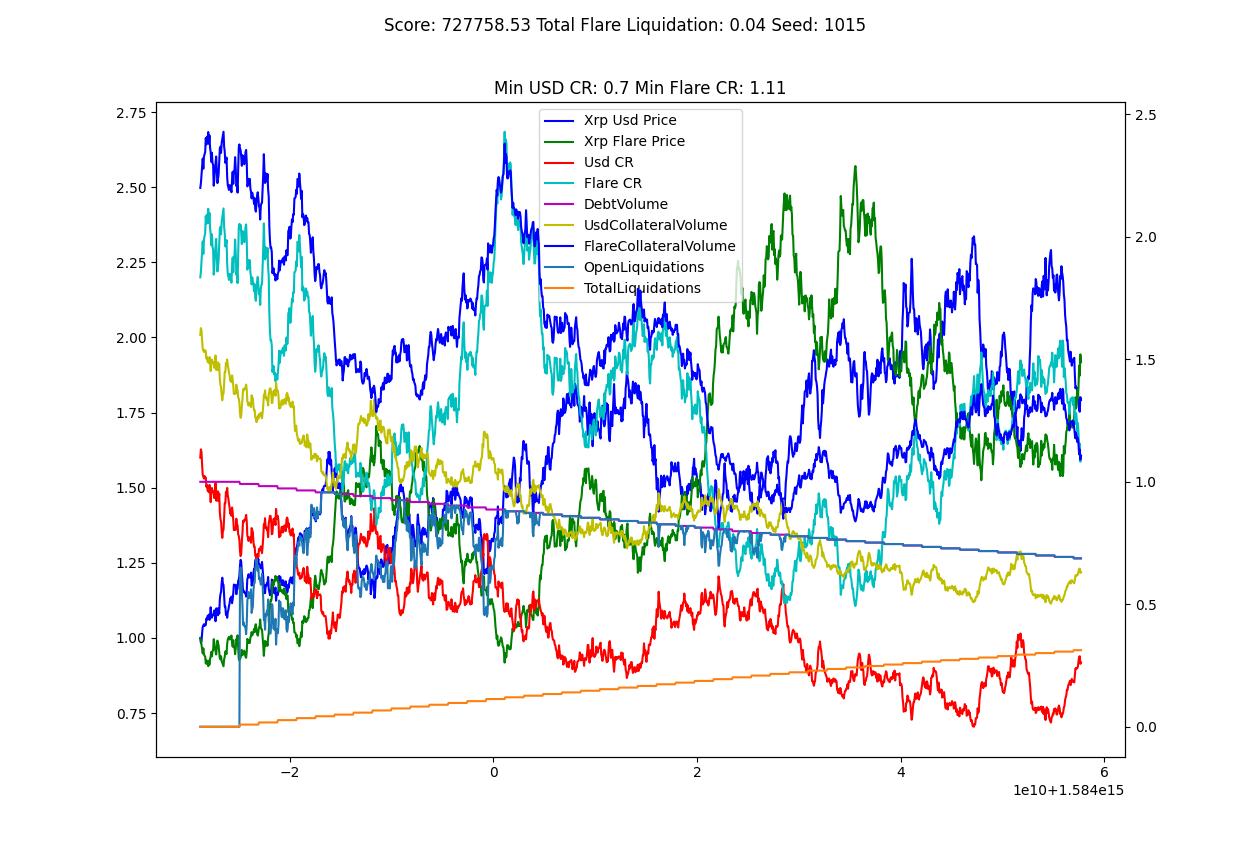 Score: 727758.53 Total Flare Liquidation: 0.04 Seed: 1015
Min USD CR: 0.7 Min Flare CR: 1.11
Xrp Usd Price
Xrp Flare Price
Usd CR
Flare CR
DebtVolume
UsdCollateralVolume
FlareCollateralVolume
OpenLiquidations
TotalLiquidations
2.75
2.50
2.25
2.00
1.75
1.50
1.25
1.00
0.75
2.5
2.0
1.5
1.0
0.5
0.0
−2 0 2 4 6
1e10+1.584e15